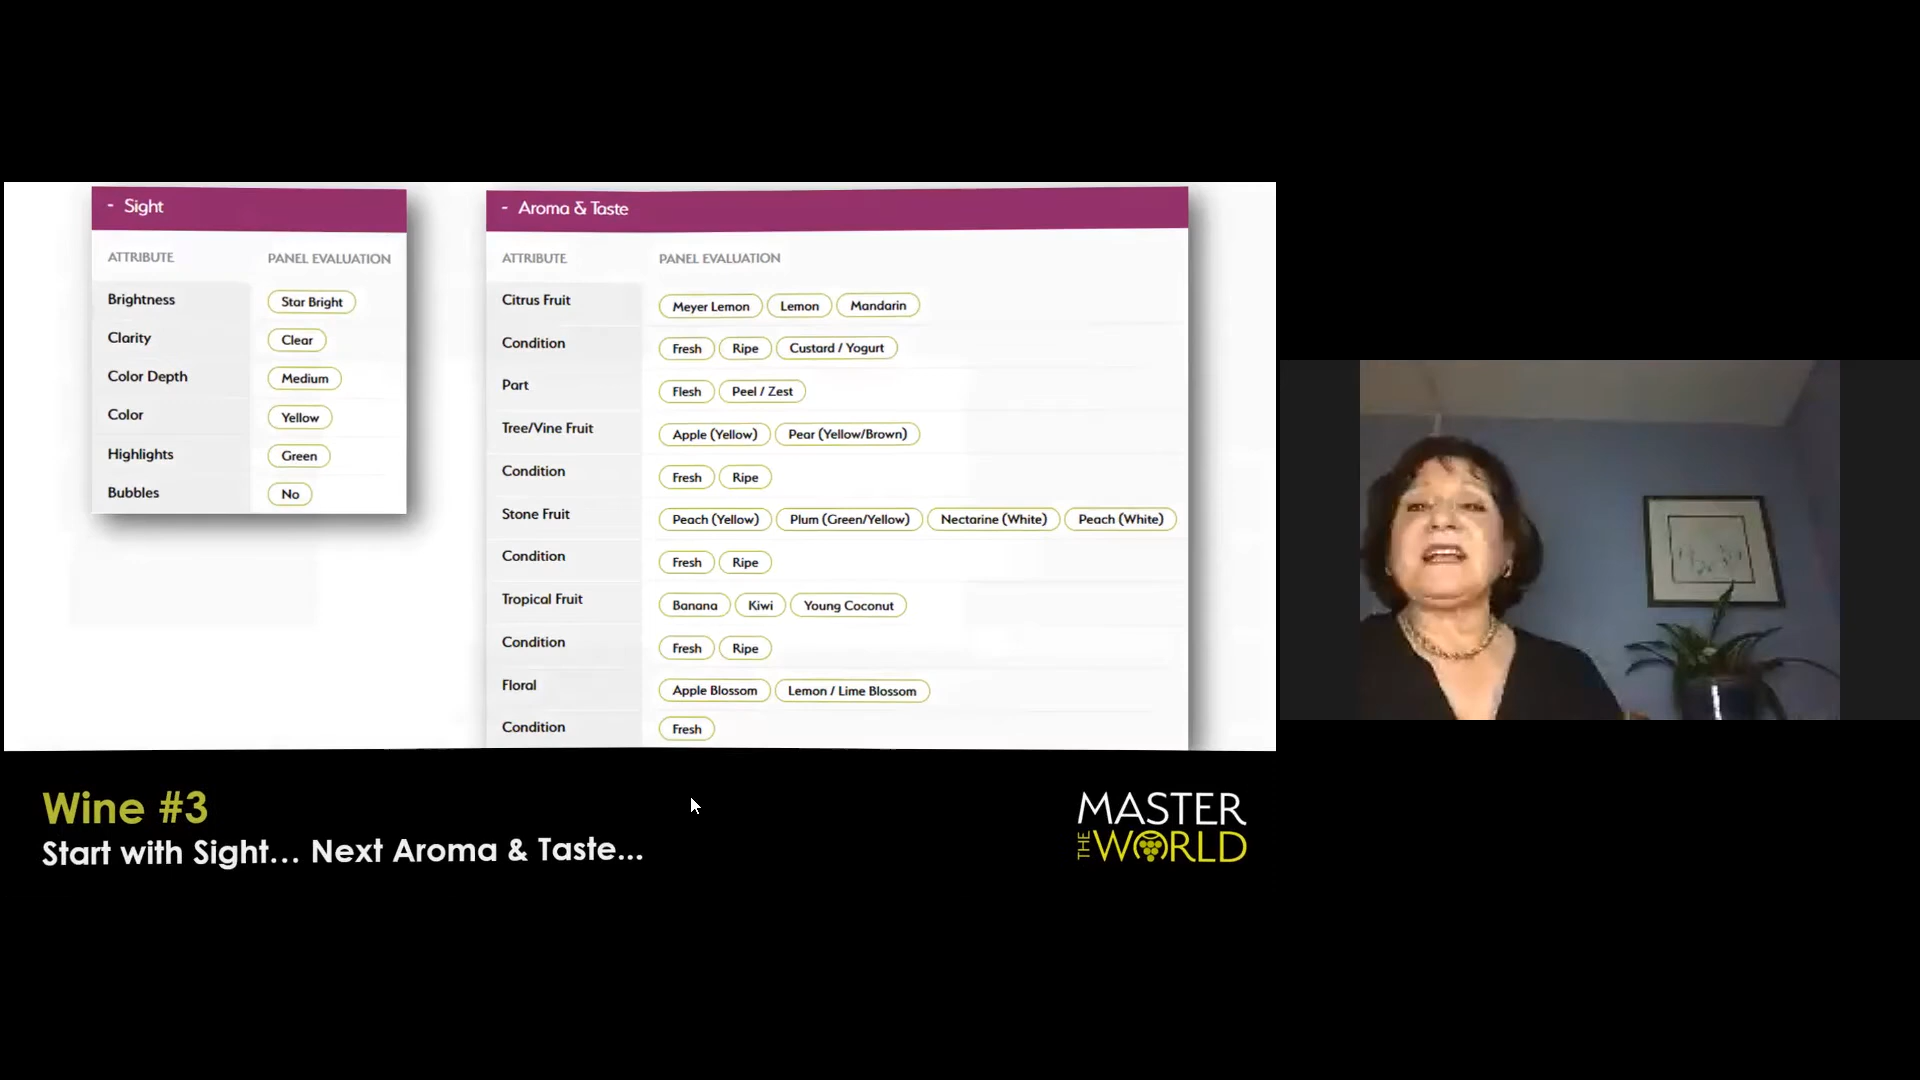 - Sight
ATTRIBUTE PANEL EVALUATION
Brightness Star Bright
Clarity Clear
Color Depth Medium
Color Yellow
Highlights Green
Bubbles No
- Aroma & Taste
ATTRIBUTE PANEL EVALUATION
Citrus Fruit Meyer Lemon Lemon Mandarin
Condition Fresh Ripe Custard / Yogurt
Part Flesh Peel / Zest
Tree/Vine Fruit Apple (Yellow) Pear (Yellow/Brown)
Condition Fresh Ripe
Stone Fruit Peach (Yellow) Plum (Green/Yellow) Nectarine (White) Peach (White)
Condition Fresh Ripe
Tropical Fruit Banana Kiwi Young Coconut
Condition Fresh Ripe
Floral Apple Blossom Lemon / Lime Blossom
Condition Fresh
Wine #3
Start with Sight... Next Aroma & Taste...
MASTER
THE WORLD